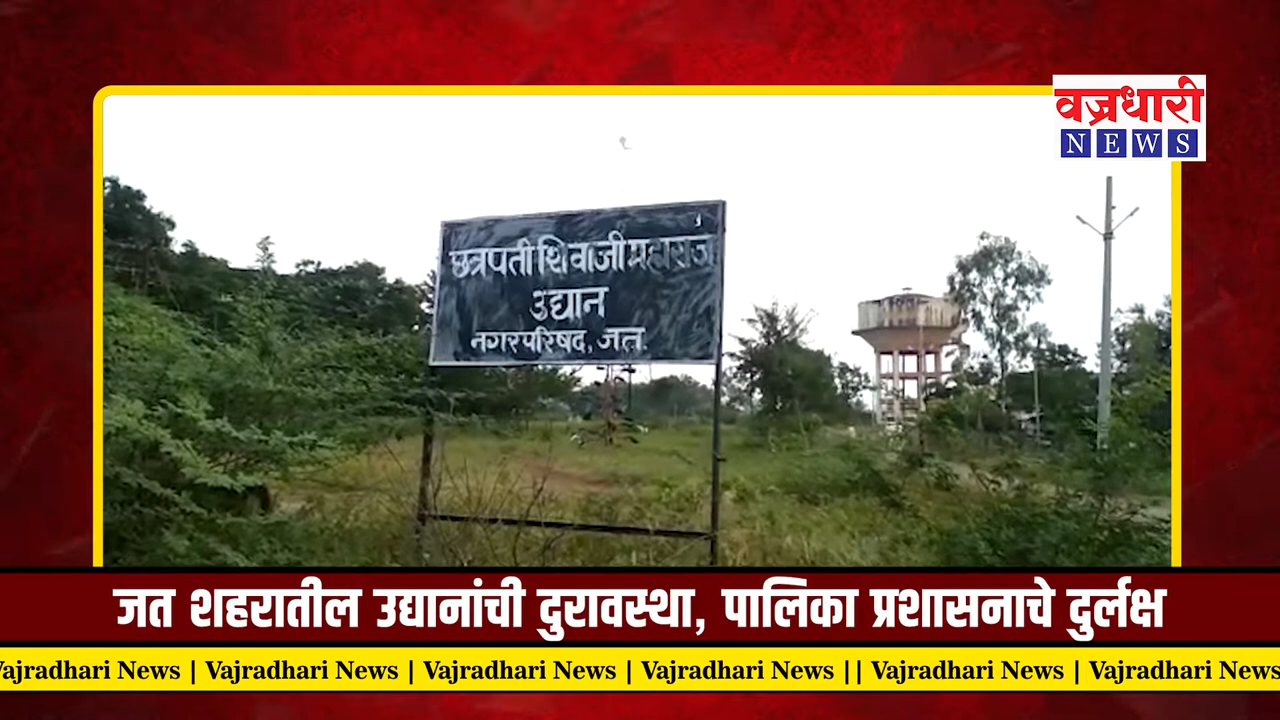 वज्रधारी
NEWS
छत्रपती शिवाजी महाराज
उद्यान
नगरपरिषद, जत.
जत शहरातील उद्यानांची दुरावस्था, पालिका प्रशासनाचे दुर्लक्ष
Vajradhari News | Vajradhari News | Vajradhari News | Vajradhari News || Vajradhari News | Vajradhari News